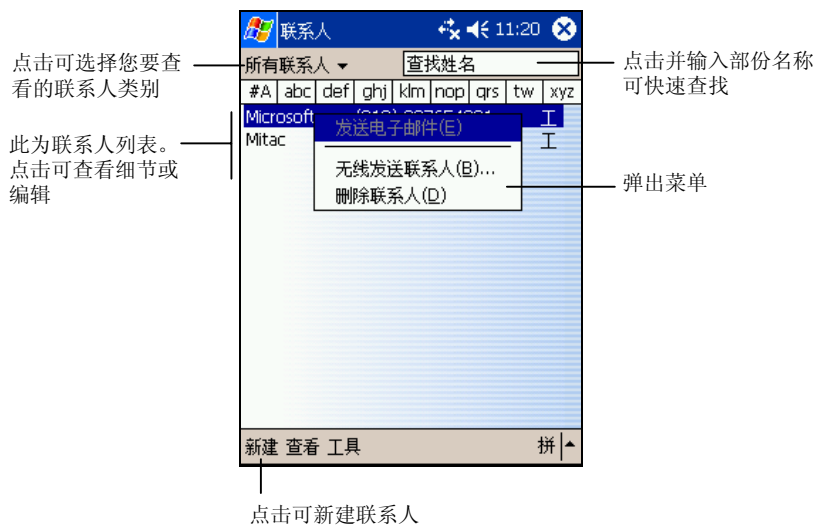 联系人 11:20
所有联系人 查找姓名
#A abc def ghj klm nop qrs tw xyz
Microsoft 工
Mitac 工
发送电子邮件(E)
无线发送联系人(B)...
删除联系人(D)
新建 查看 工具 拼
点击可选择您要查
看的联系人类别
此为联系人列表。
点击可查看细节或
编辑
点击并输入部份名称
可快速查找
弹出菜单
点击可新建联系人